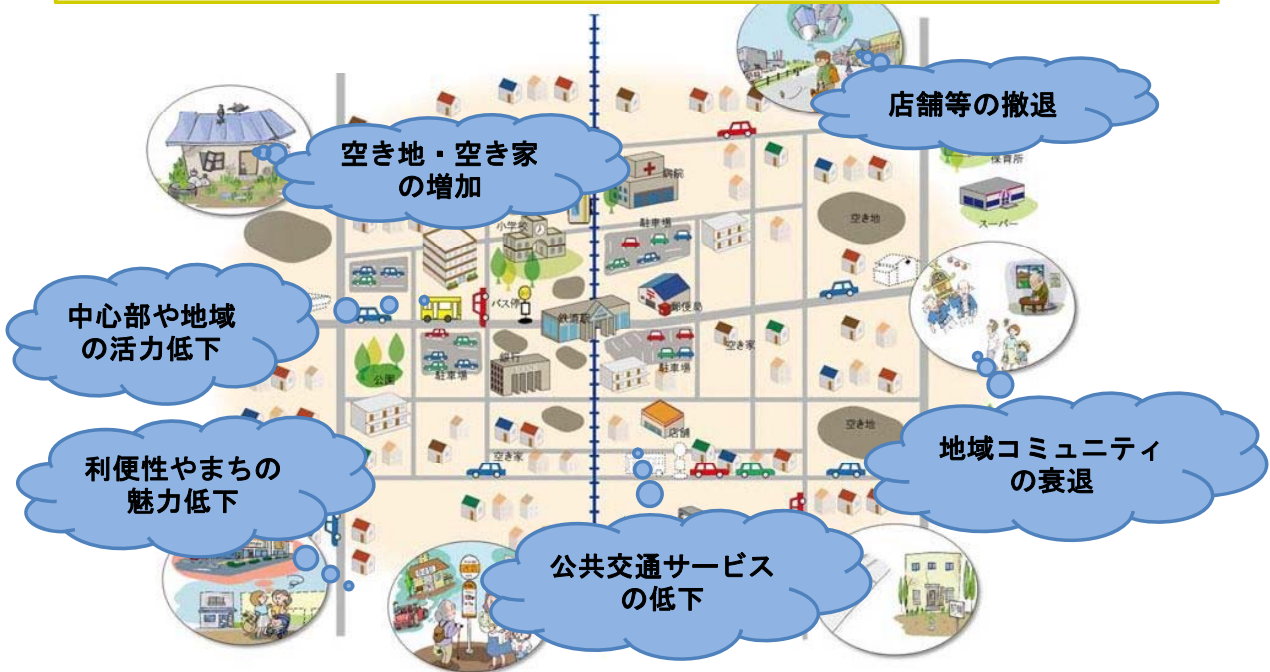 店舗等の撤退
空き地・空き家
の増加
保育所
病院
スーパー
小学校
駐車場
空き地
中心部や地域
の活力低下
バス停
郵便局
鉄道駅
空き家
銀行
駐車場
駐車場
公園
店舗
空き地
地域コミュニティ
の衰退
利便性やまちの
魅力低下
空き家
公共交通サービス
の低下